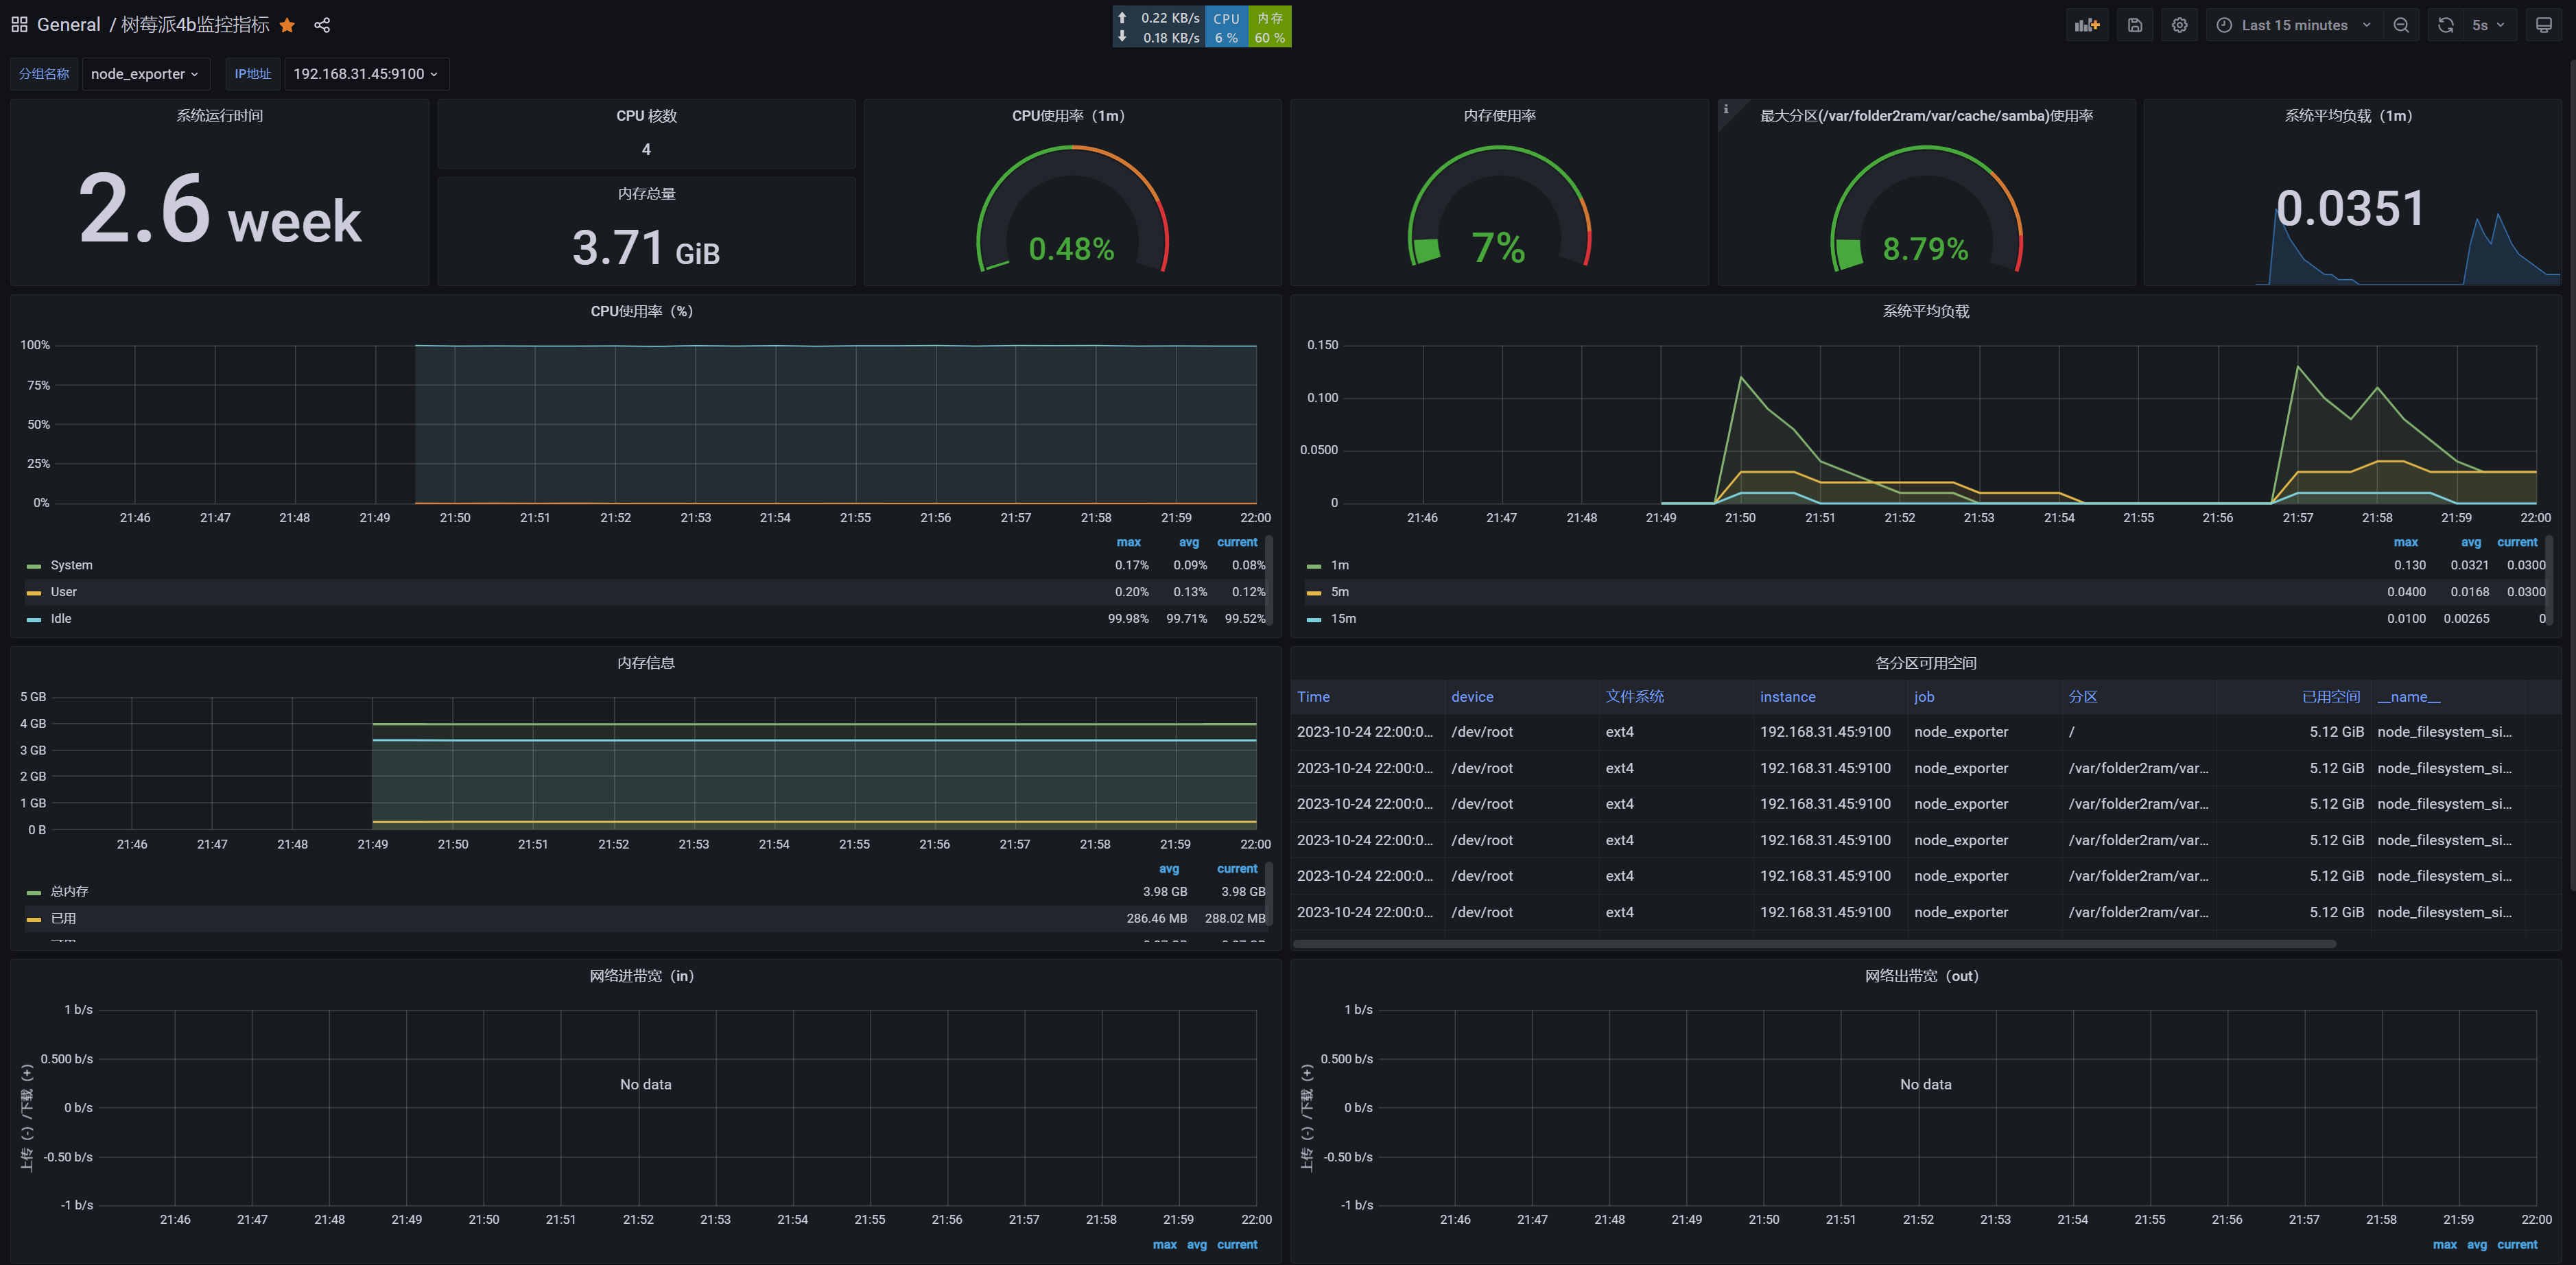 General / 树莓派4b监控指标
0.22 KB/s CPU 内存
0.18 KB/s 6 % 60 %
Last 15 minutes 5s
分组名称 node_exporter IP地址 192.168.31.45:9100
系统运行时间
2.6 week
CPU 核数
4
内存总量
3.71 GiB
CPU使用率（1m）
0.48%
内存使用率
7%
最大分区(/var/folder2ram/var/cache/samba)使用率
8.79%
系统平均负载（1m）
0.0351
CPU使用率（%）
100%
75%
50%
25%
0%
21:46 21:47 21:48 21:49 21:50 21:51 21:52 21:53 21:54 21:55 21:56 21:57 21:58 21:59 22:00
max avg current
System 0.17% 0.09% 0.08%
User 0.20% 0.13% 0.12%
Idle 99.98% 99.71% 99.52%
系统平均负载
0.150
0.100
0.0500
0
21:46 21:47 21:48 21:49 21:50 21:51 21:52 21:53 21:54 21:55 21:56 21:57 21:58 21:59 22:00
max avg current
1m 0.130 0.0321 0.0300
5m 0.0400 0.0168 0.0300
15m 0.0100 0.00265 0
内存信息
5 GB
4 GB
3 GB
2 GB
1 GB
0 B
21:46 21:47 21:48 21:49 21:50 21:51 21:52 21:53 21:54 21:55 21:56 21:57 21:58 21:59 22:00
avg current
总内存 3.98 GB 3.98 GB
已用 286.46 MB 288.02 MB
各分区可用空间
Time device 文件系统 instance job 分区 已用空间 __name__
2023-10-24 22:00:0... /dev/root ext4 192.168.31.45:9100 node_exporter / 5.12 GiB node_filesystem_si...
2023-10-24 22:00:0... /dev/root ext4 192.168.31.45:9100 node_exporter /var/folder2ram/var... 5.12 GiB node_filesystem_si...
2023-10-24 22:00:0... /dev/root ext4 192.168.31.45:9100 node_exporter /var/folder2ram/var... 5.12 GiB node_filesystem_si...
2023-10-24 22:00:0... /dev/root ext4 192.168.31.45:9100 node_exporter /var/folder2ram/var... 5.12 GiB node_filesystem_si...
2023-10-24 22:00:0... /dev/root ext4 192.168.31.45:9100 node_exporter /var/folder2ram/var... 5.12 GiB node_filesystem_si...
2023-10-24 22:00:0... /dev/root ext4 192.168.31.45:9100 node_exporter /var/folder2ram/var... 5.12 GiB node_filesystem_si...
网络进带宽（in）
上传（-）/下载（+）
1 b/s
0.500 b/s
0 b/s
-0.50 b/s
-1 b/s
No data
21:46 21:47 21:48 21:49 21:50 21:51 21:52 21:53 21:54 21:55 21:56 21:57 21:58 21:59 22:00
max avg current
网络出带宽（out）
上传（-）/下载（+）
1 b/s
0.500 b/s
0 b/s
-0.50 b/s
-1 b/s
No data
21:46 21:47 21:48 21:49 21:50 21:51 21:52 21:53 21:54 21:55 21:56 21:57 21:58 21:59 22:00
max avg current